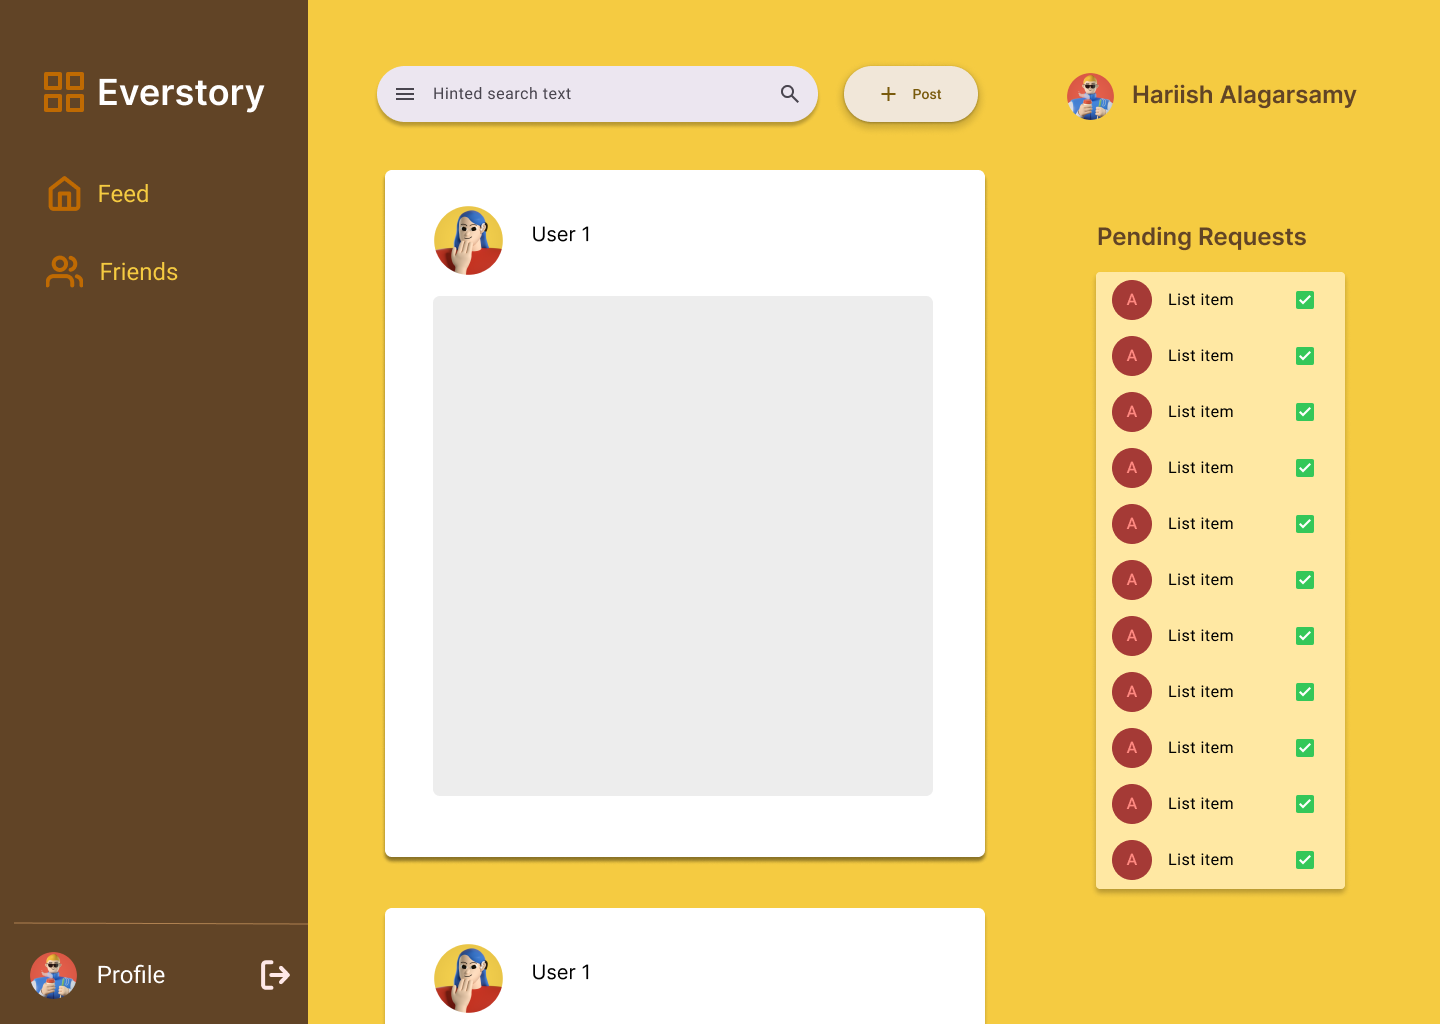 Everstory
Feed
Friends
Profile
Hinted search text
Post
Hariish Alagarsamy
User 1
User 1
Pending Requests
A List item
A List item
A List item
A List item
A List item
A List item
A List item
A List item
A List item
A List item
A List item